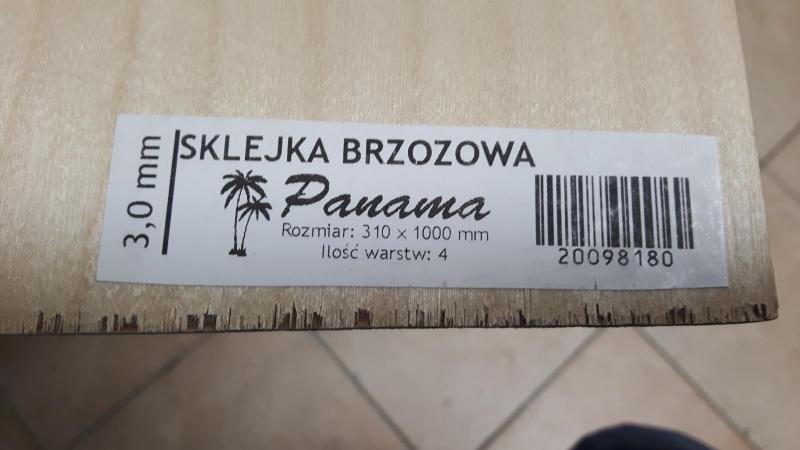 3,0 mm
SKLEJKA BRZOZOWA
Panama
Rozmiar: 310 × 1000 mm
Ilość warstw: 4
20098180